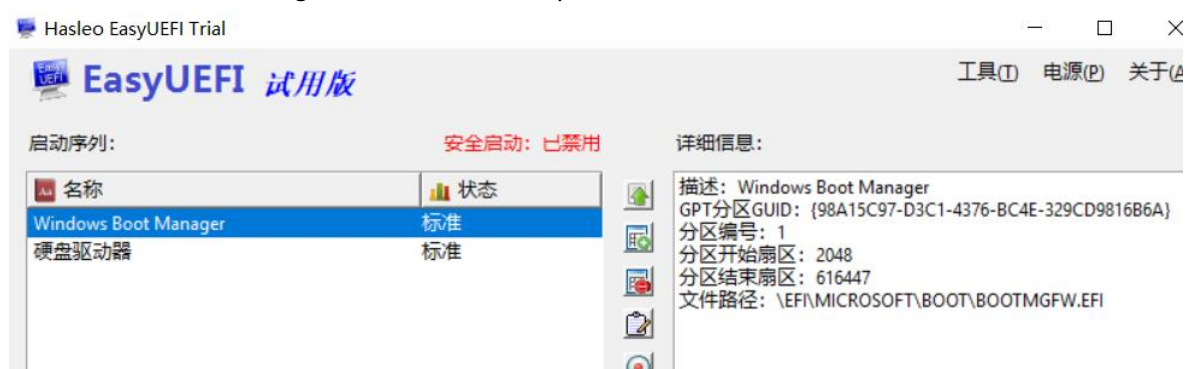 Hasleo EasyUEFI Trial
EasyUEFI 试用版
工具(T) 电源(P) 关于(A
启动序列: 安全启动: 已禁用
名称 状态
Windows Boot Manager 标准
硬盘驱动器 标准
详细信息:
描述: Windows Boot Manager
GPT分区GUID: {98A15C97-D3C1-4376-BC4E-329CD9816B6A}
分区编号: 1
分区开始扇区: 2048
分区结束扇区: 616447
文件路径: \EFI\MICROSOFT\BOOT\BOOTMGFW.EFI